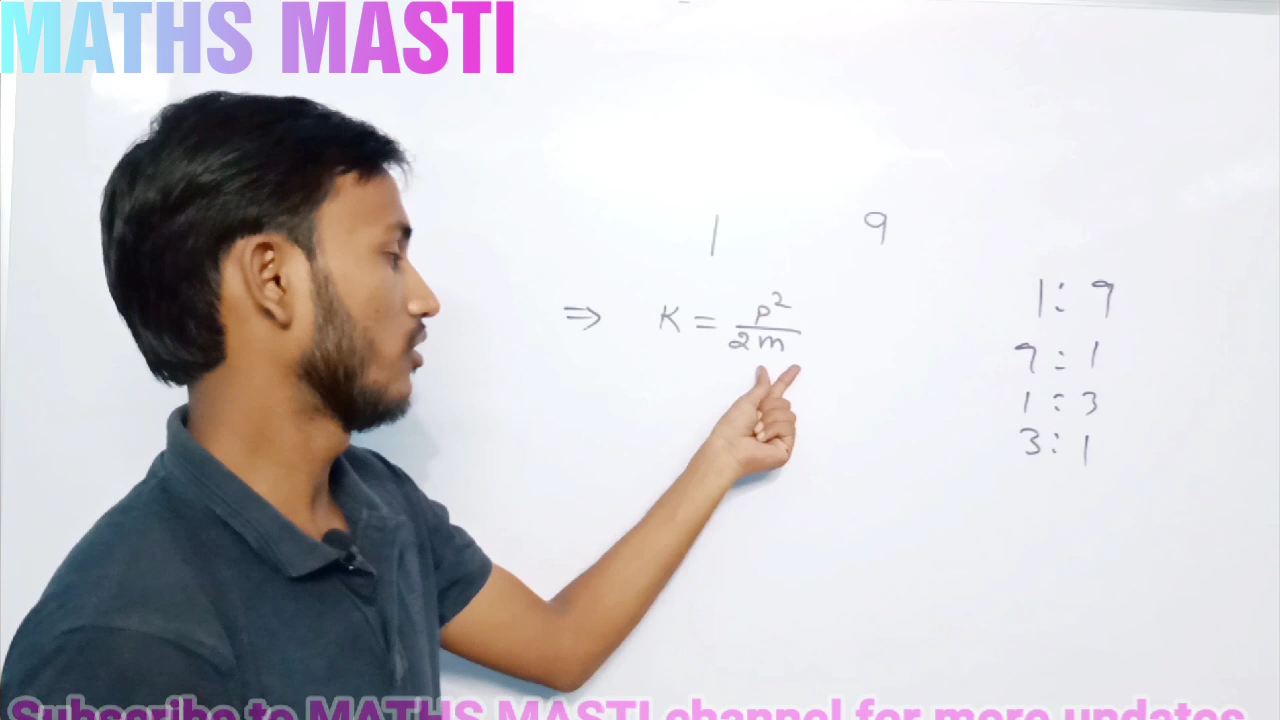 MATHS MASTI
1 9
⇒ K = p²/2m
1 : 9
9 : 1
1 : 3
3 : 1
Subscribe to MATHS MASTI channel for more updates